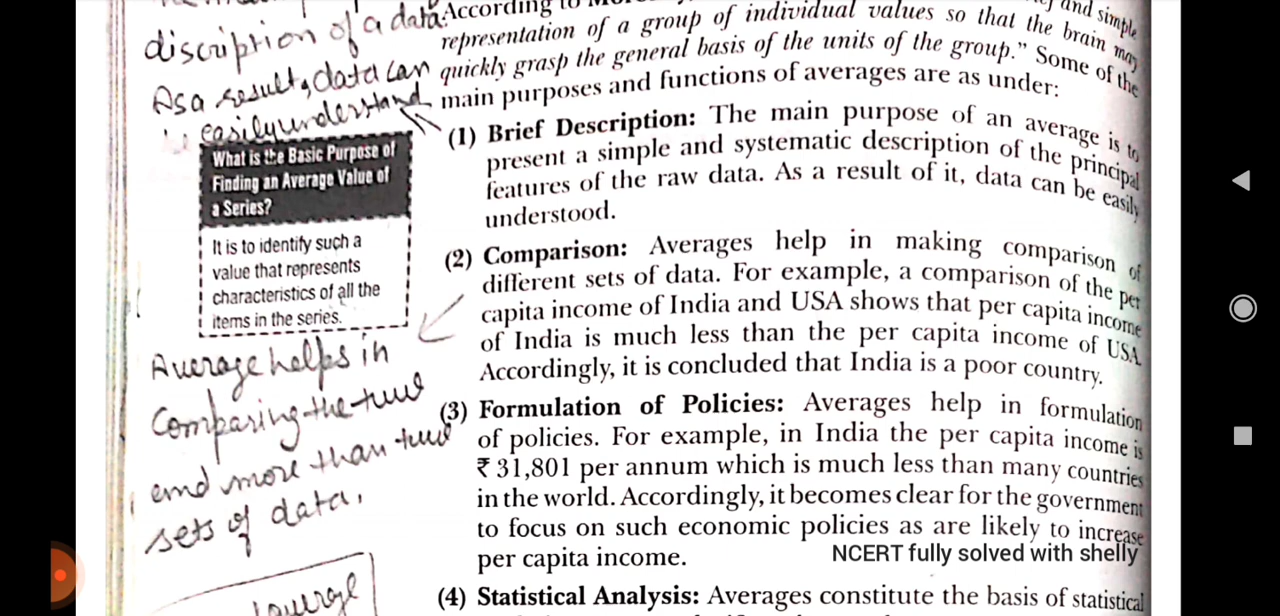 discription of a data.
As a result, data can
easily understand
What is the Basic Purpose of
Finding an Average Value of
a Series?
It is to identify such a
value that represents
characteristics of all the
items in the series.
Average helps in
Comparing the
and more than
sets of data.
According to
and simple
representation of a group of individual values so that the brain may
quickly grasp the general basis of the units of the group." Some of the
main purposes and functions of averages are as under:
(1) Brief Description: The main purpose of an average is to
present a simple and systematic description of the principal
features of the raw data. As a result of it, data can be easily
understood.
(2) Comparison: Averages help in making comparison of
different sets of data. For example, a comparison of the per
capita income of India and USA shows that per capita income
of India is much less than the per capita income of USA
Accordingly, it is concluded that India is a poor country.
(3) Formulation of Policies: Averages help in formulation
of policies. For example, in India the per capita income is
₹ 31,801 per annum which is much less than many countries
in the world. Accordingly, it becomes clear for the government
to focus on such economic policies as are likely to increase
per capita income.
NCERT fully solved with shelly
(4) Statistical Analysis: Averages constitute the basis of statistical